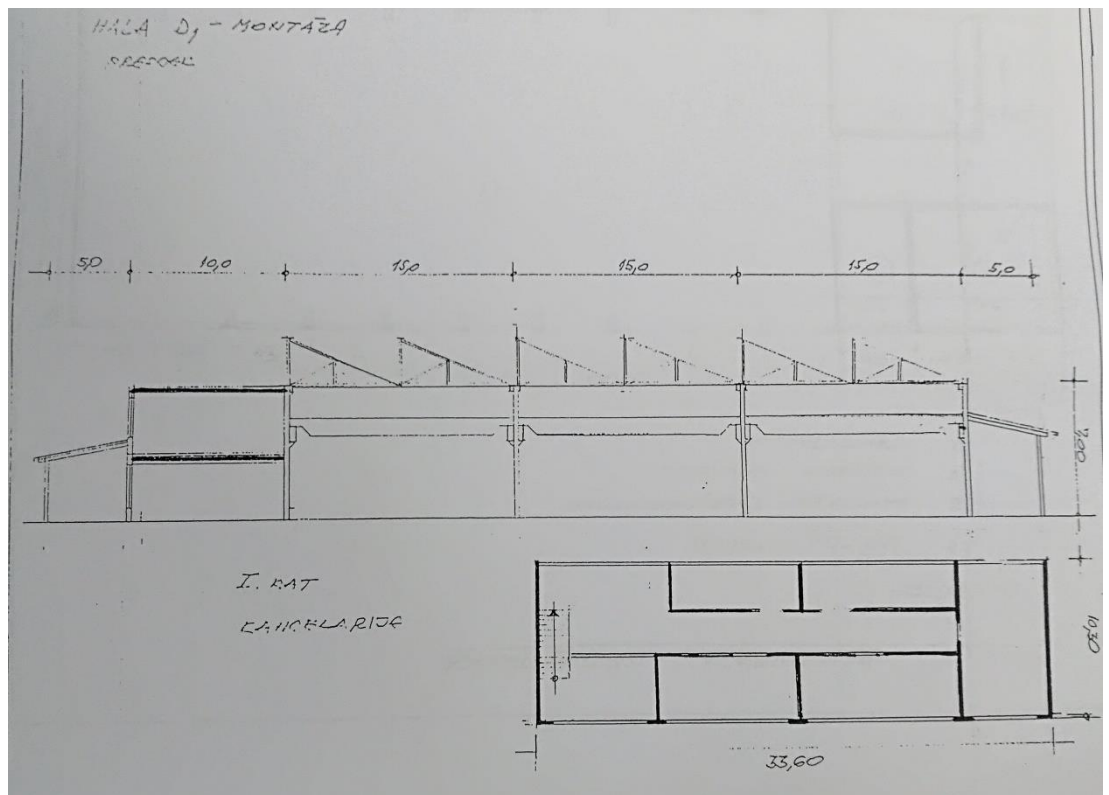 HALA D₁ - MONTAŽA
PRESJEK
5,0 10,0 15,0 15,0 15,0 5,0
7,00
I. KAT
KANCELARIJE
10,30
33,60